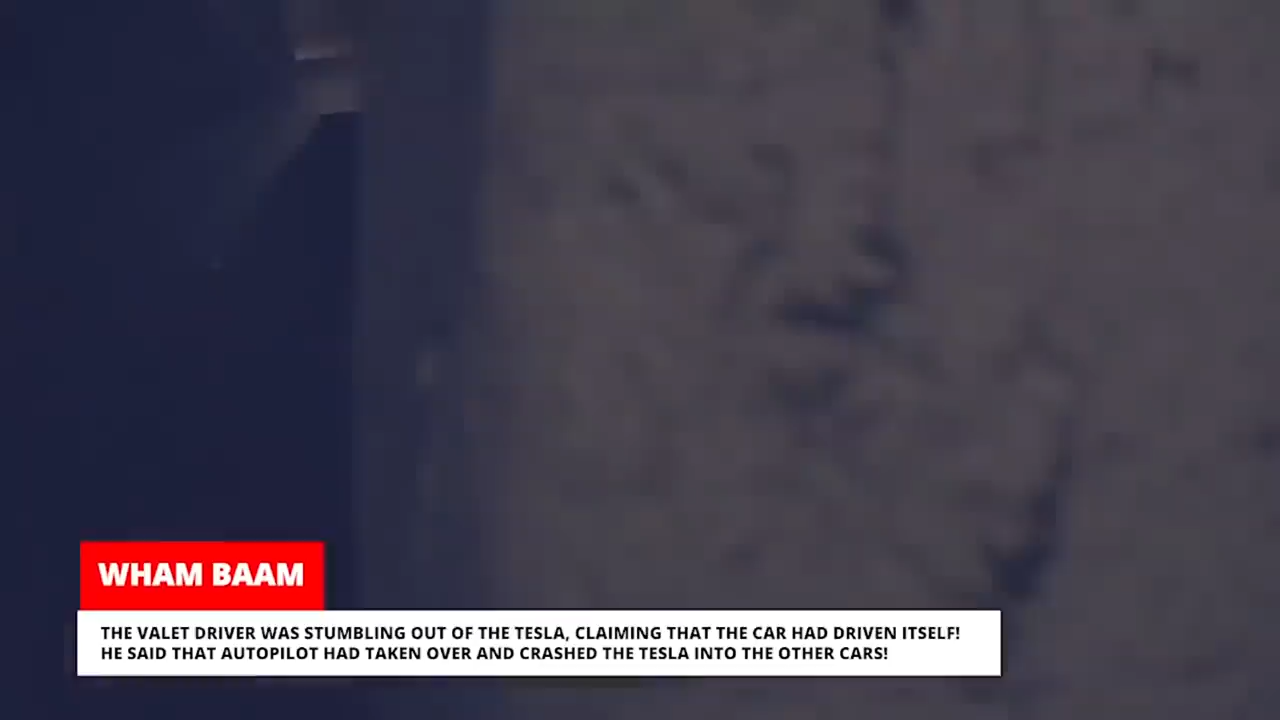 WHAM BAAM
THE VALET DRIVER WAS STUMBLING OUT OF THE TESLA, CLAIMING THAT THE CAR HAD DRIVEN ITSELF!
HE SAID THAT AUTOPILOT HAD TAKEN OVER AND CRASHED THE TESLA INTO THE OTHER CARS!